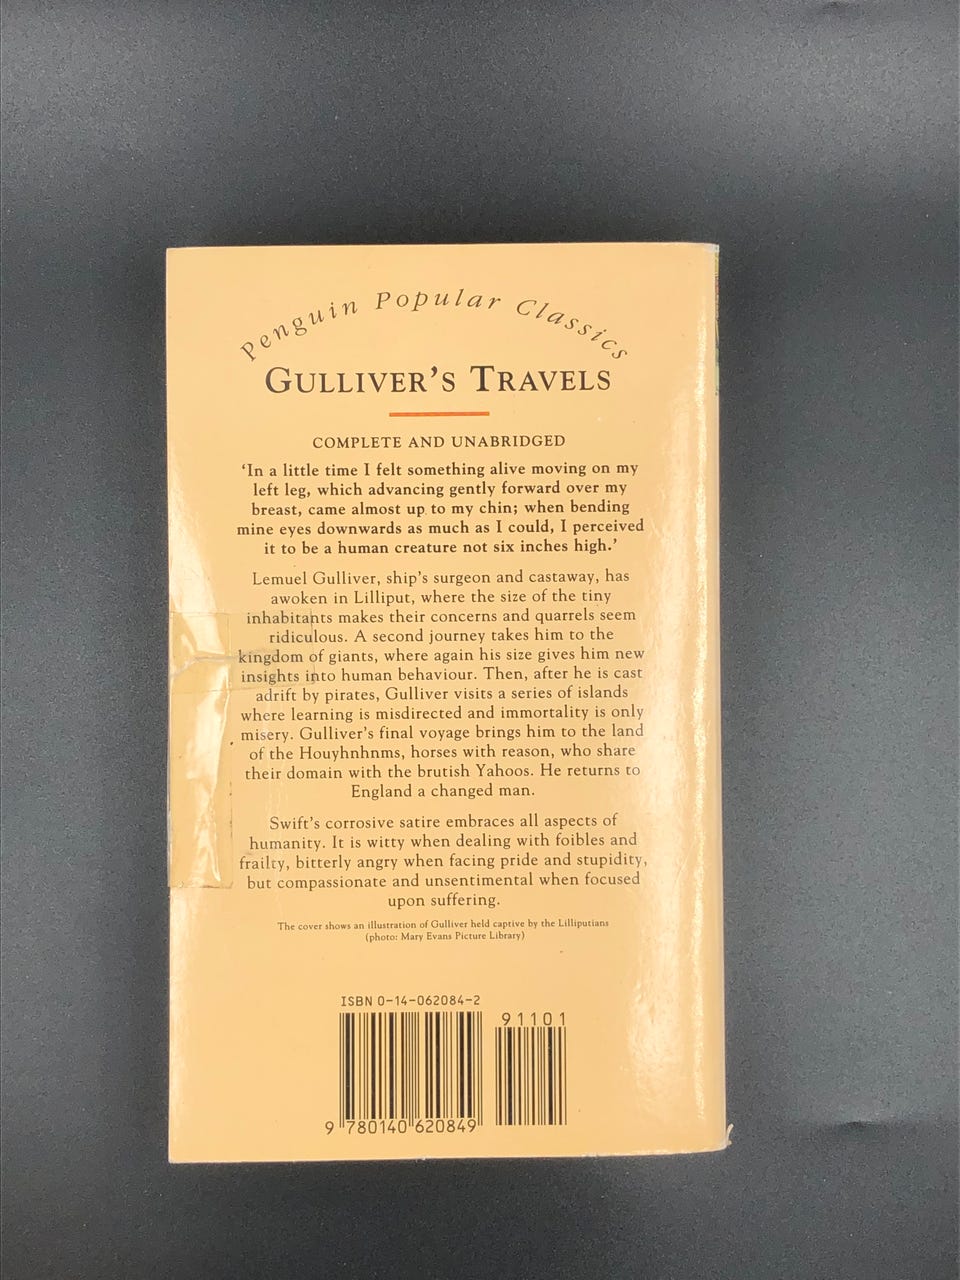 Penguin Popular Classics
GULLIVER'S TRAVELS
COMPLETE AND UNABRIDGED
'In a little time I felt something alive moving on my
left leg, which advancing gently forward over my
breast, came almost up to my chin; when bending
mine eyes downwards as much as I could, I perceived
it to be a human creature not six inches high.'
Lemuel Gulliver, ship's surgeon and castaway, has
awoken in Lilliput, where the size of the tiny
inhabitants makes their concerns and quarrels seem
ridiculous. A second journey takes him to the
kingdom of giants, where again his size gives him new
insights into human behaviour. Then, after he is cast
adrift by pirates, Gulliver visits a series of islands
where learning is misdirected and immortality is only
misery. Gulliver's final voyage brings him to the land
of the Houyhnhnms, horses with reason, who share
their domain with the brutish Yahoos. He returns to
England a changed man.
Swift's corrosive satire embraces all aspects of
humanity. It is witty when dealing with foibles and
frailty, bitterly angry when facing pride and stupidity,
but compassionate and unsentimental when focused
upon suffering.
The cover shows an illustration of Gulliver held captive by the Lilliputians
(photo: Mary Evans Picture Library)
ISBN 0-14-062084-2
91101
9 780140 620849